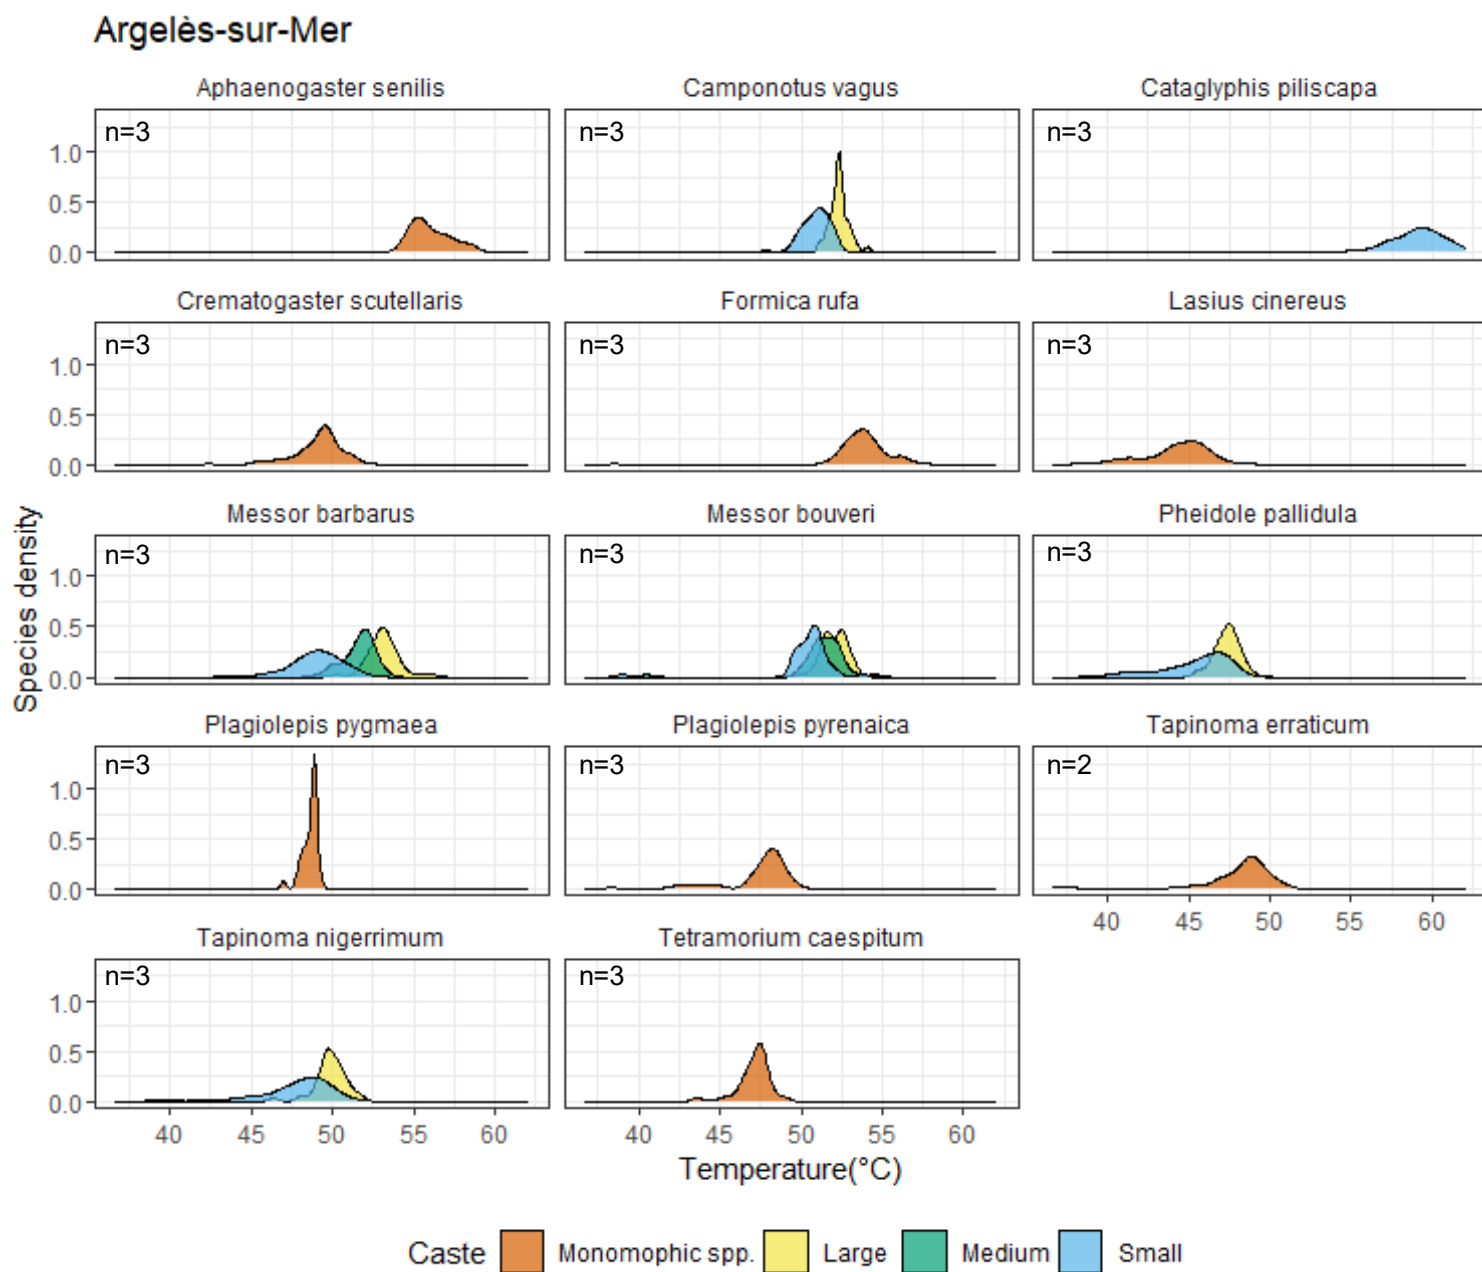 Argelès-sur-Mer
Aphaenogaster senilis
Camponotus vagus
Cataglyphis piliscapa
n=3
n=3
n=3
1.0
0.5
0.0
Crematogaster scutellaris
Formica rufa
Lasius cinereus
n=3
n=3
n=3
1.0
0.5
0.0
Species density
Messor barbarus
Messor bouveri
Pheidole pallidula
n=3
n=3
n=3
1.0
0.5
0.0
Plagiolepis pygmaea
Plagiolepis pyrenaica
Tapinoma erraticum
n=3
n=3
n=2
1.0
0.5
0.0
40 45 50 55 60
Tapinoma nigerrimum
Tetramorium caespitum
n=3
n=3
1.0
0.5
0.0
40 45 50 55 60
40 45 50 55 60
Temperature(°C)
Caste Monomophic spp. Large Medium Small